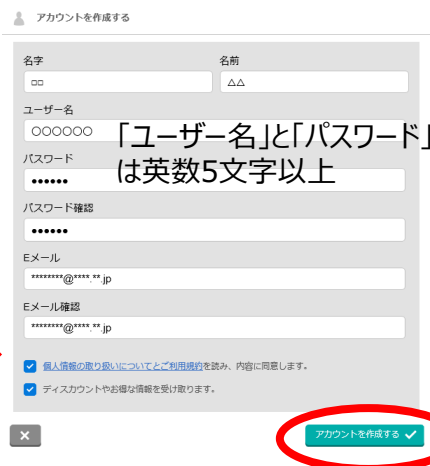 アカウントを作成する
名字 名前
□□ △△
ユーザー名
○○○○○○
「ユーザー名」と「パスワード」
は英数5文字以上
パスワード
••••••
パスワード確認
••••••
Eメール
********@****.**.jp
Eメール確認
********@****.**.jp
個人情報の取り扱いについてとご利用規約を読み、内容に同意します。
ディスカウントやお得な情報を受け取ります。
× アカウントを作成する ✓